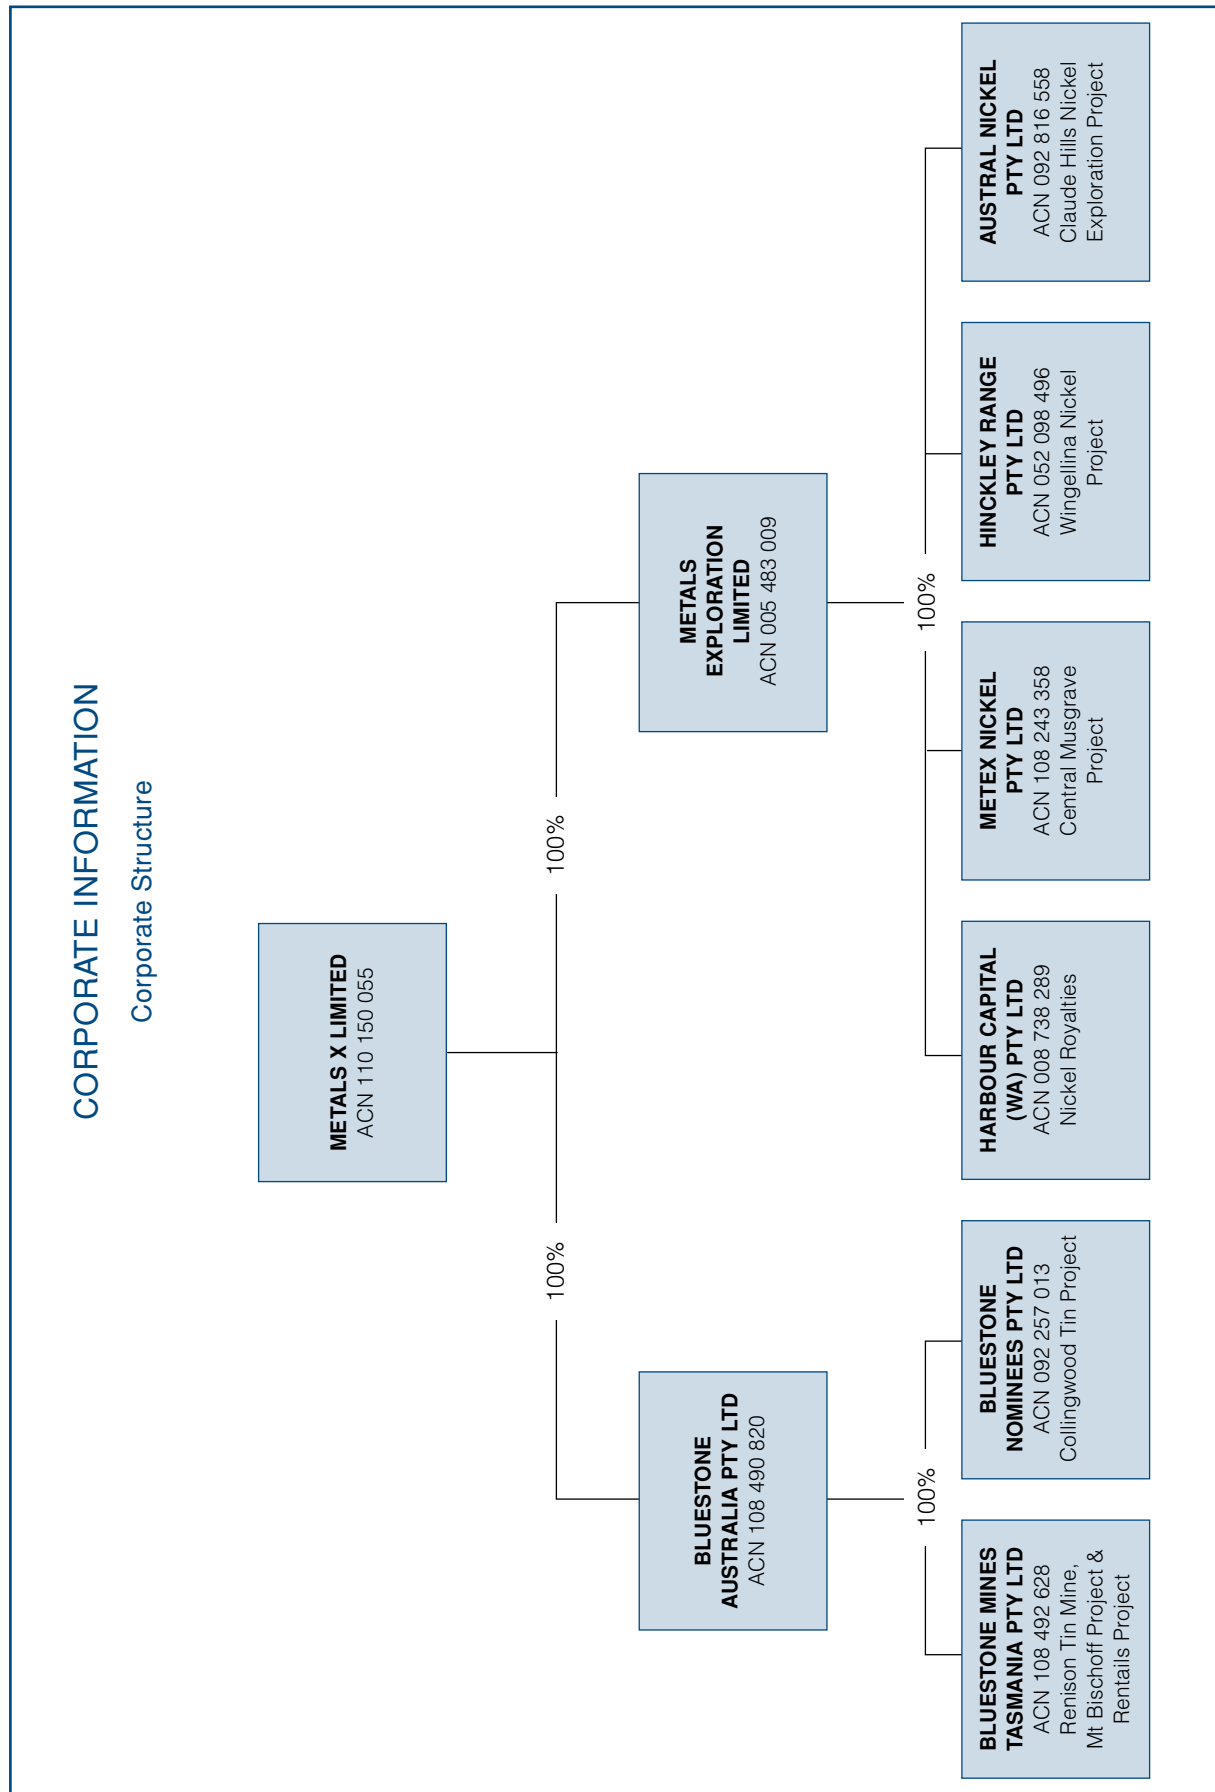 CORPORATE INFORMATION
Corporate Structure
METALS X LIMITED
ACN 110 150 055
100%
100%
BLUESTONE
AUSTRALIA PTY LTD
ACN 108 490 820
METALS
EXPLORATION
LIMITED
ACN 005 483 009
100%
100%
BLUESTONE MINES
TASMANIA PTY LTD
ACN 108 492 628
Renison Tin Mine,
Mt Bischoff Project &
Rentails Project
BLUESTONE
NOMINEES PTY LTD
ACN 092 257 013
Collingwood Tin Project
HARBOUR CAPITAL
(WA) PTY LTD
ACN 008 738 289
Nickel Royalties
METEX NICKEL
PTY LTD
ACN 108 243 358
Central Musgrave
Project
HINCKLEY RANGE
PTY LTD
ACN 052 098 496
Wingellina Nickel
Project
AUSTRAL NICKEL
PTY LTD
ACN 092 816 558
Claude Hills Nickel
Exploration Project